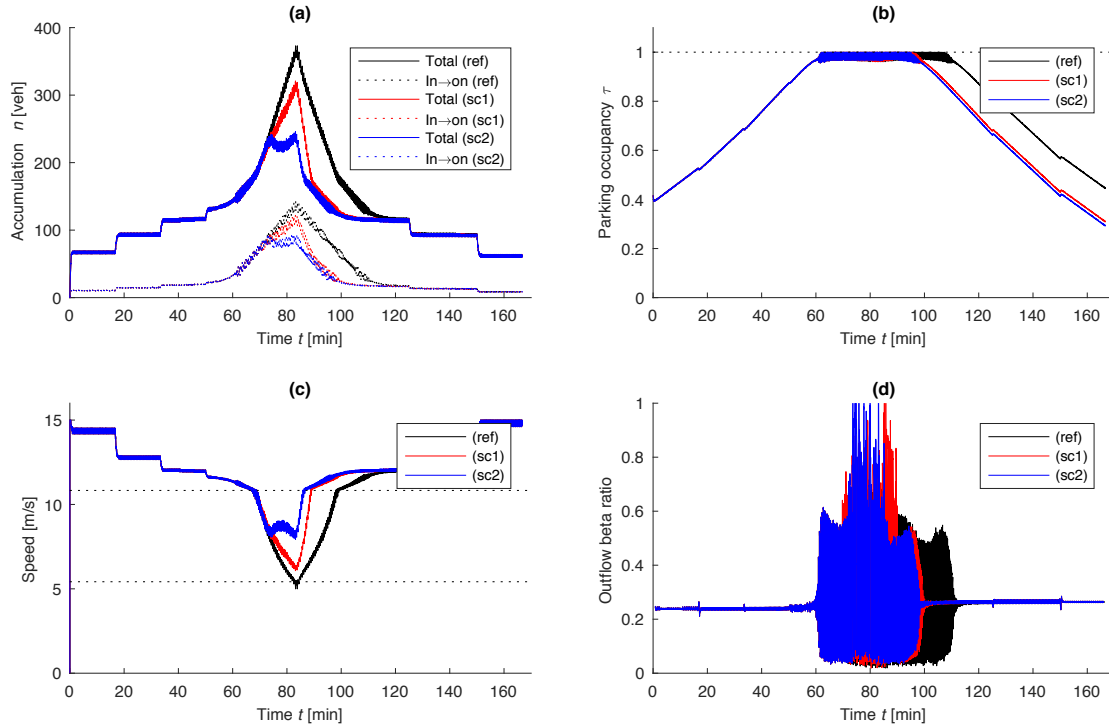 (a)
Accumulation n [veh]
400
300
200
100
0
Total (ref)
In→on (ref)
Total (sc1)
In→on (sc1)
Total (sc2)
In→on (sc2)
0 20 40 60 80 100 120 140 160
Time t [min]
(b)
Parking occupancy τ
1
0.8
0.6
0.4
0.2
0
(ref)
(sc1)
(sc2)
0 20 40 60 80 100 120 140 160
Time t [min]
(c)
Speed [m/s]
15
10
5
0
(ref)
(sc1)
(sc2)
0 20 40 60 80 100 120 140 160
Time t [min]
(d)
Outflow beta ratio
1
0.8
0.6
0.4
0.2
0
(ref)
(sc1)
(sc2)
0 20 40 60 80 100 120 140 160
Time t [min]